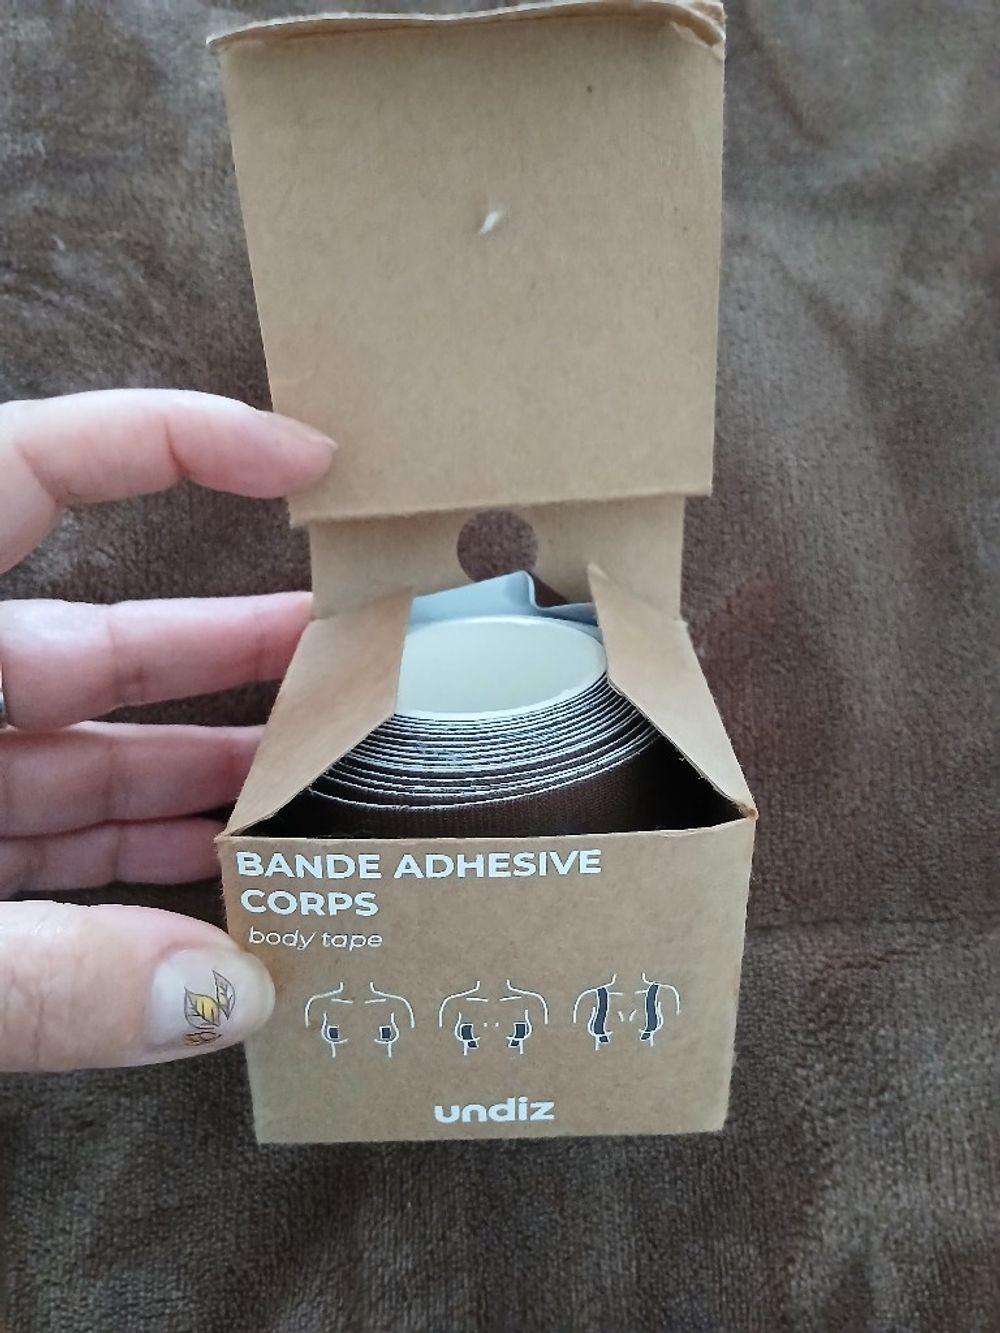 BANDE ADHESIVE
CORPS
body tape
undiz